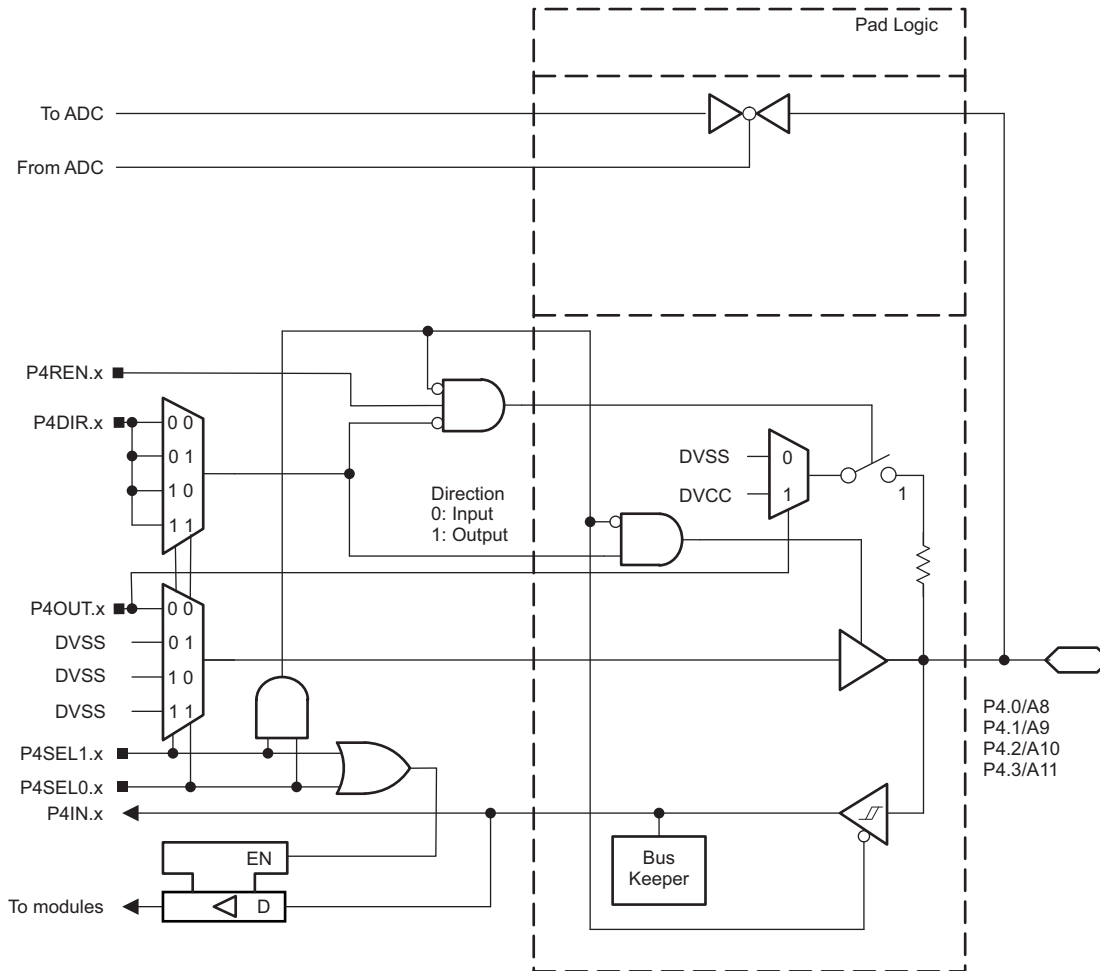 Pad Logic
To ADC
From ADC
P4REN.x
P4DIR.x
0 0
0 1
1 0
1 1
DVSS
0
DVCC
1
1
Direction
0: Input
1: Output
P4OUT.x
0 0
DVSS
0 1
DVSS
1 0
DVSS
1 1
P4.0/A8
P4.1/A9
P4.2/A10
P4.3/A11
P4SEL1.x
P4SEL0.x
P4IN.x
Bus
Keeper
EN
To modules
D